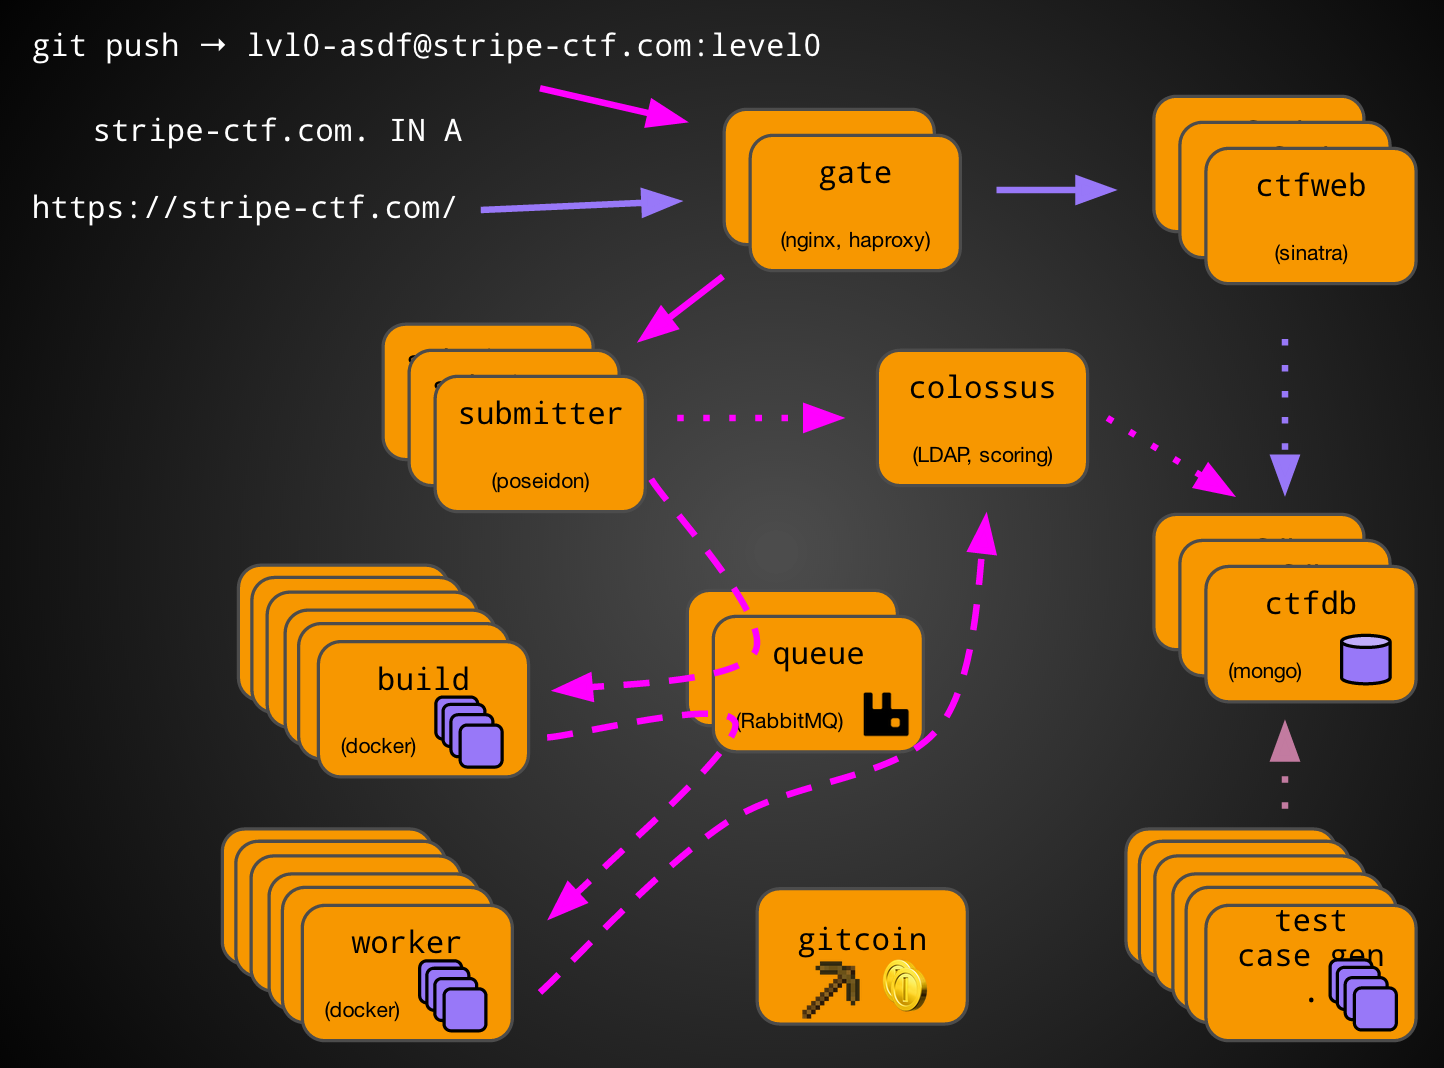 git push → lvl0-asdf@stripe-ctf.com:level0
stripe-ctf.com. IN A
https://stripe-ctf.com/
gate
(nginx, haproxy)
ctfweb
(sinatra)
submitter
(poseidon)
colossus
(LDAP, scoring)
build
(docker)
queue
(RabbitMQ)
ctfdb
(mongo)
worker
(docker)
gitcoin
test
case gen
.